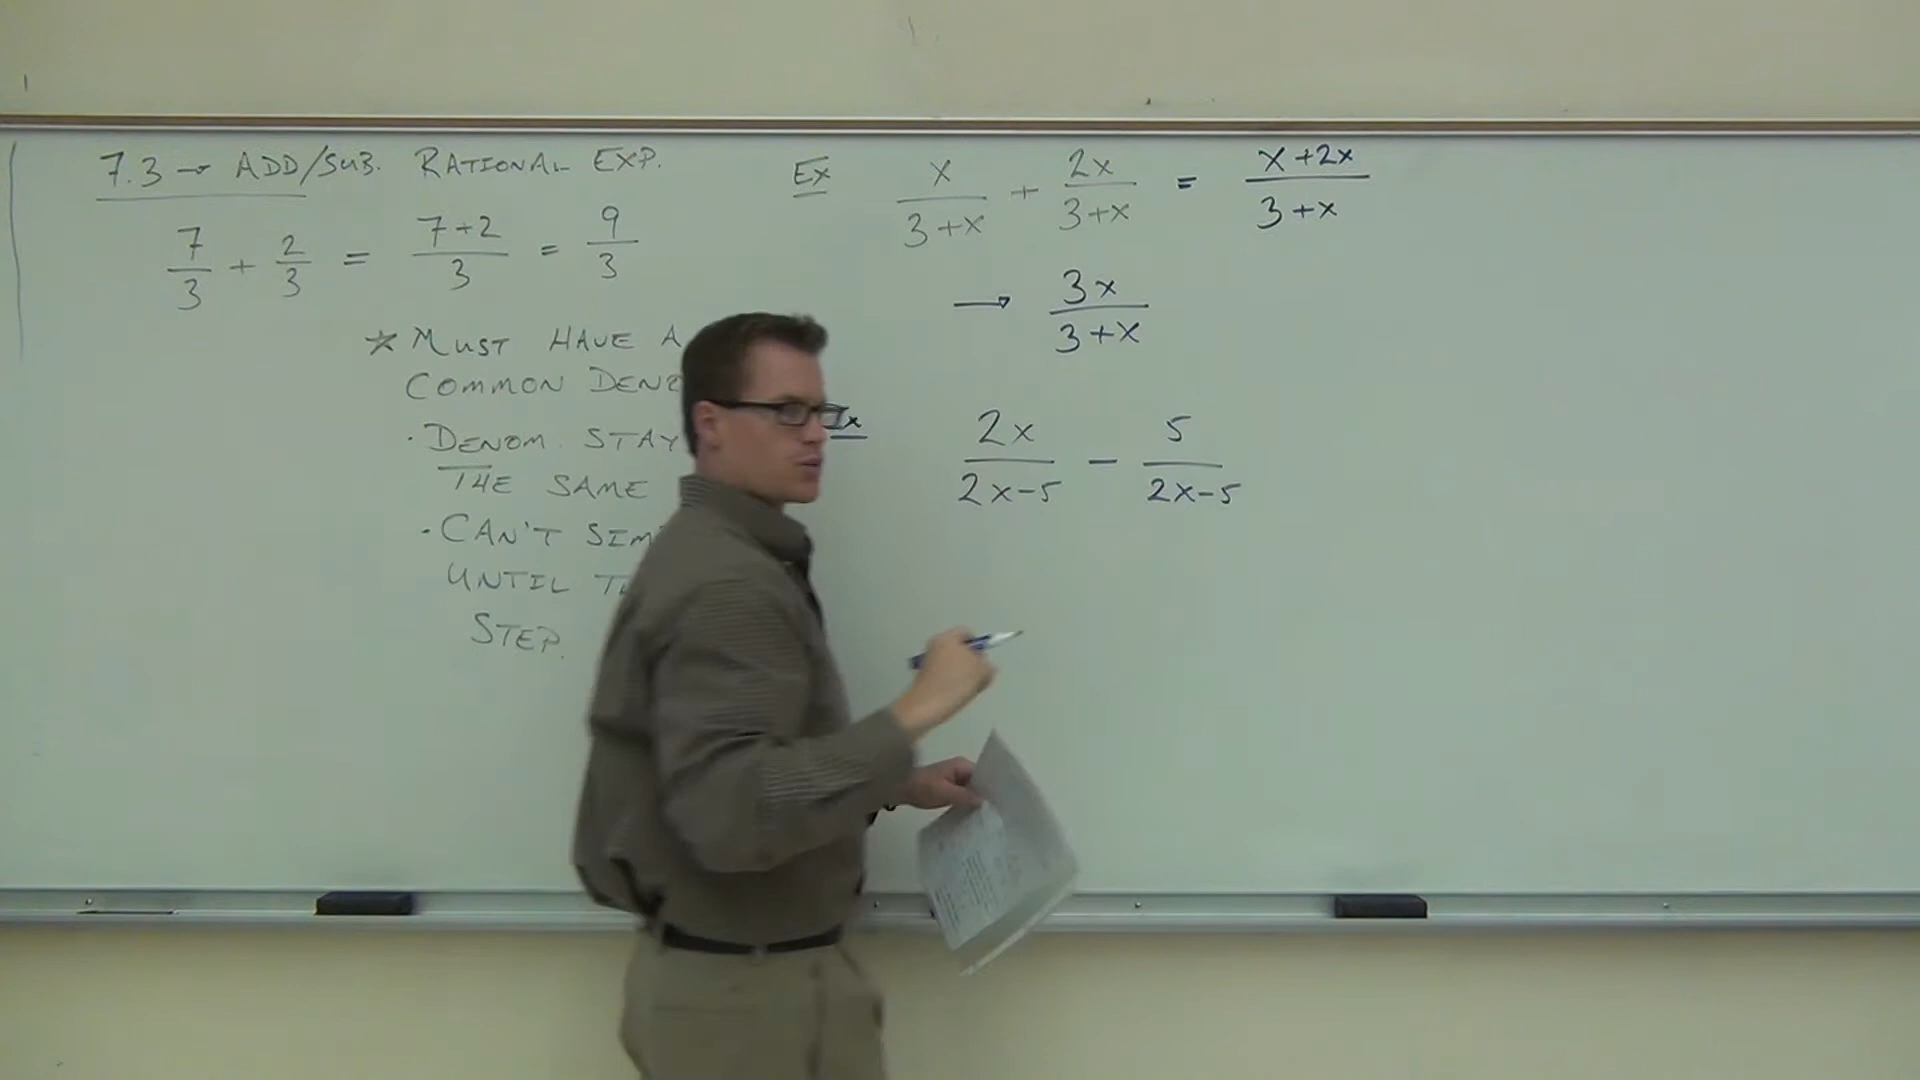 7.3 → ADD/SUB. RATIONAL EXP.
7/3 + 2/3 = (7+2)/3 = 9/3
* MUST HAVE A
COMMON
· DENOM. STAY
THE SAME
· CAN'T
UNTIL
STEP.
Ex x/(3+x) + 2x/(3+x) = (x+2x)/(3+x)
→ 3x/(3+x)
2x/(2x-5) - 5/(2x-5)